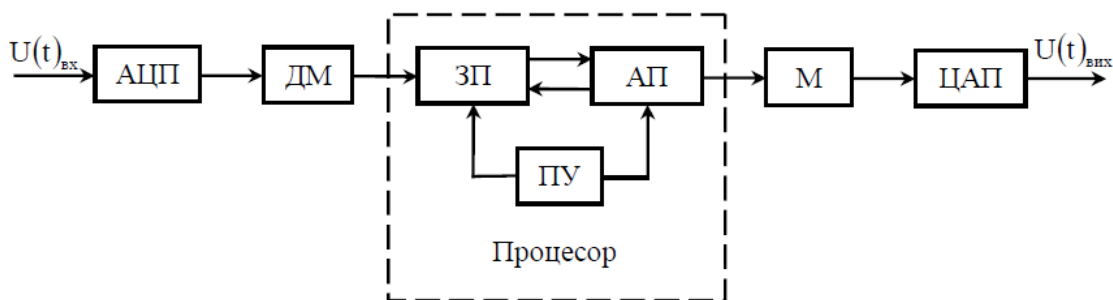 U(t)вх
АЦП
ДМ
ЗП
АП
М
ЦАП
U(t)вих
ПУ
Процесор